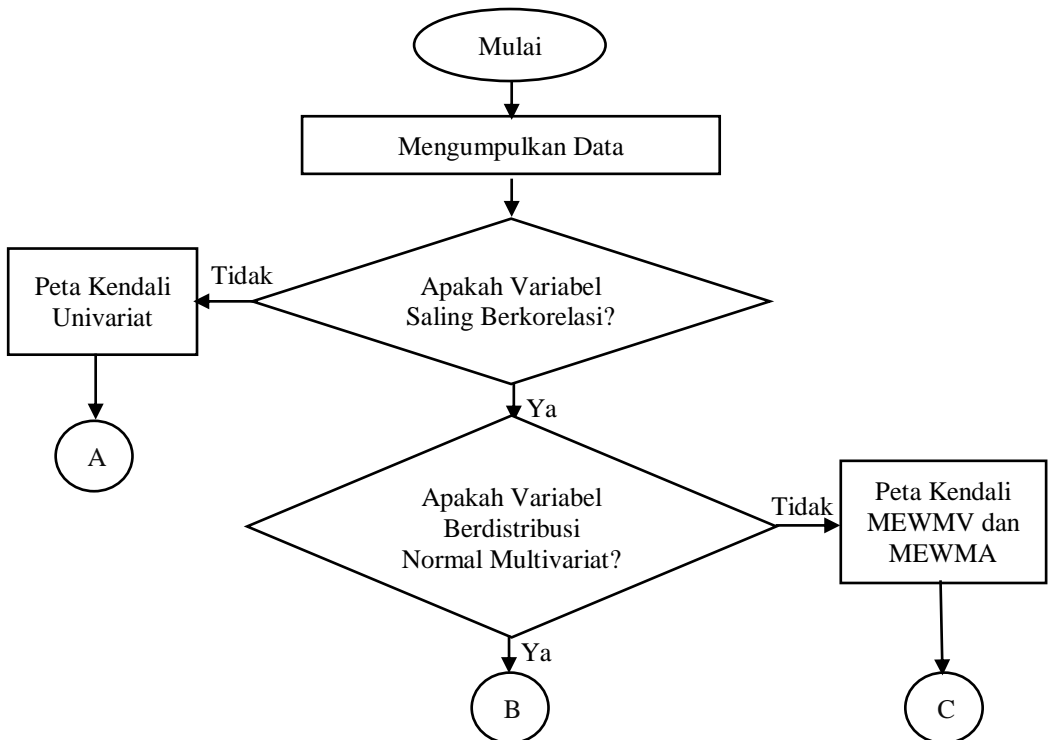 Mulai
Mengumpulkan Data
Tidak
Peta Kendali
Univariat
Apakah Variabel
Saling Berkorelasi?
A
Ya
Apakah Variabel
Berdistribusi
Normal Multivariat?
Tidak
Peta Kendali
MEWMV dan
MEWMA
Ya
B
C